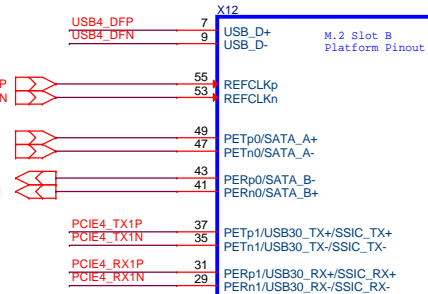 X12
USB4_DFP 7 USB_D+
USB4_DFN 9 USB_D-
M.2 Slot B
Platform Pinout
P 55 REFCLKp
N 53 REFCLKn
49 PETp0/SATA_A+
47 PETn0/SATA_A-
43 PERp0/SATA_B-
41 PERn0/SATA_B+
PCIE4_TX1P 37 PETp1/USB30_TX+/SSIC_TX+
PCIE4_TX1N 35 PETn1/USB30_TX-/SSIC_TX-
PCIE4_RX1P 31 PERp1/USB30_RX+/SSIC_RX+
PCIE4_RX1N 29 PERn1/USB30_RX-/SSIC_RX-